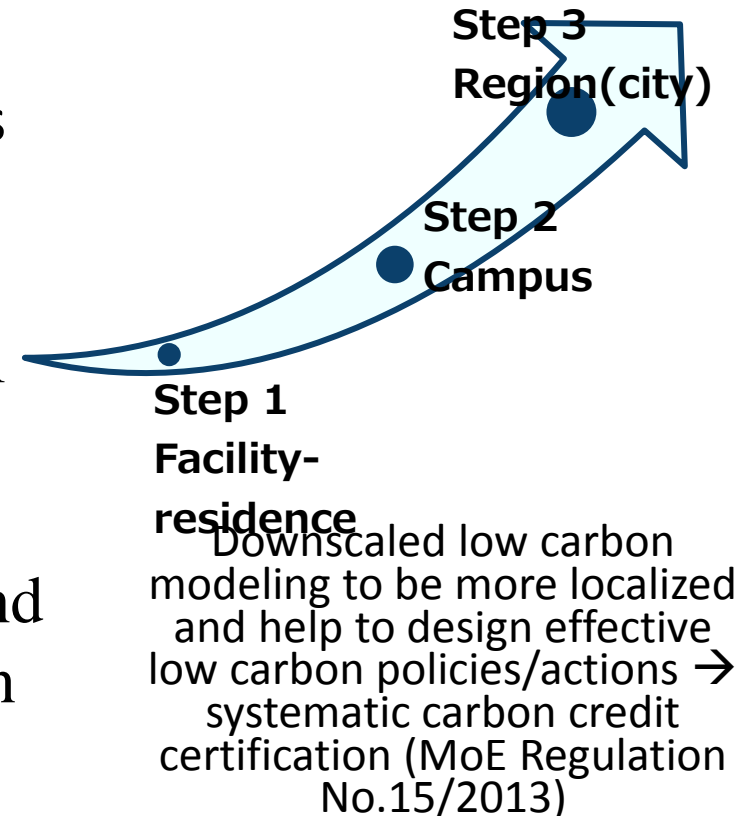 Step 3
Region(city)
Step 2
Campus
Step 1
Facility-
residence
Downscaled low carbon
modeling to be more localized
and help to design effective
low carbon policies/actions →
systematic carbon credit
certification (MoE Regulation
No.15/2013)